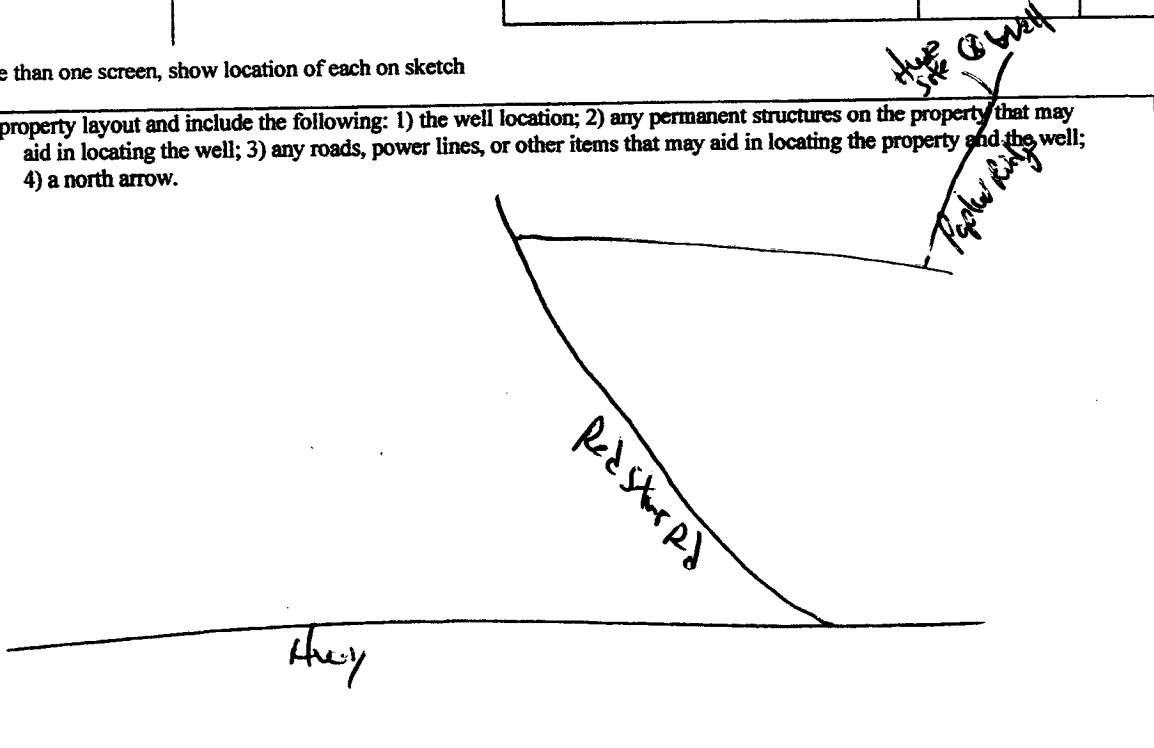 e than one screen, show location of each on sketch
Well
Site
property layout and include the following: 1) the well location; 2) any permanent structures on the property that may
aid in locating the well; 3) any roads, power lines, or other items that may aid in locating the property and the well;
4) a north arrow.
Red Star Rd
Hwy